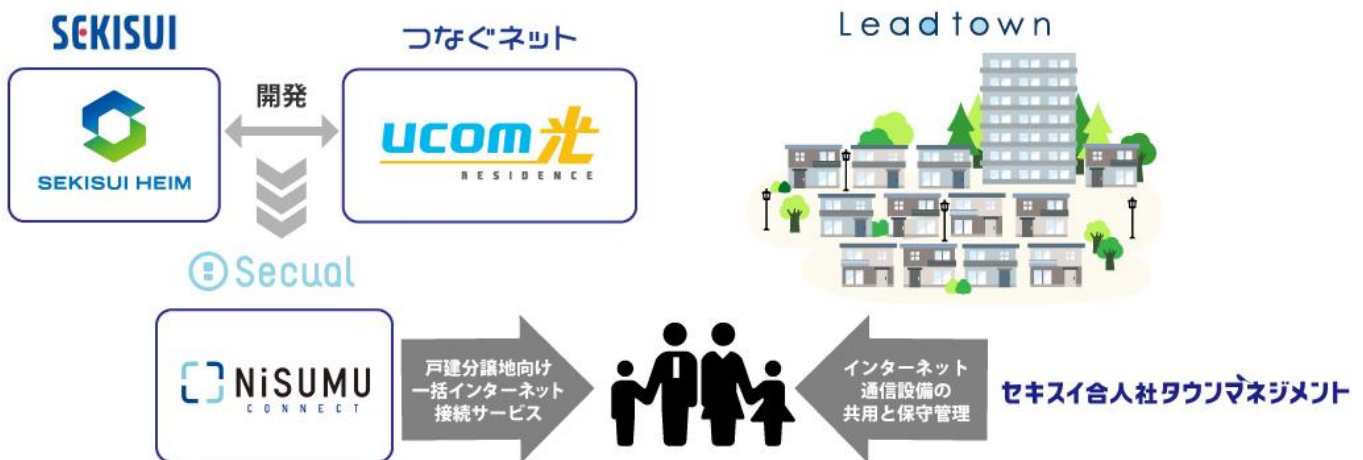 SEKISUI
SEKISUI HEIM
開発
つなぐネット
ucom光
RESIDENCE
Leadtown
Secual
NiSUMU
CONNECT
戸建分譲地向け
一括インターネット
接続サービス
インターネット
通信設備の
共用と保守管理
セキスイ合人社タウンマネジメント